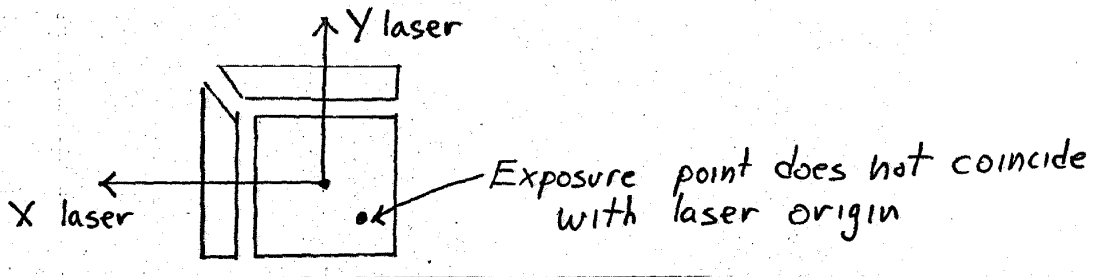 Y laser
Exposure point does not coincide
with laser origin
X laser